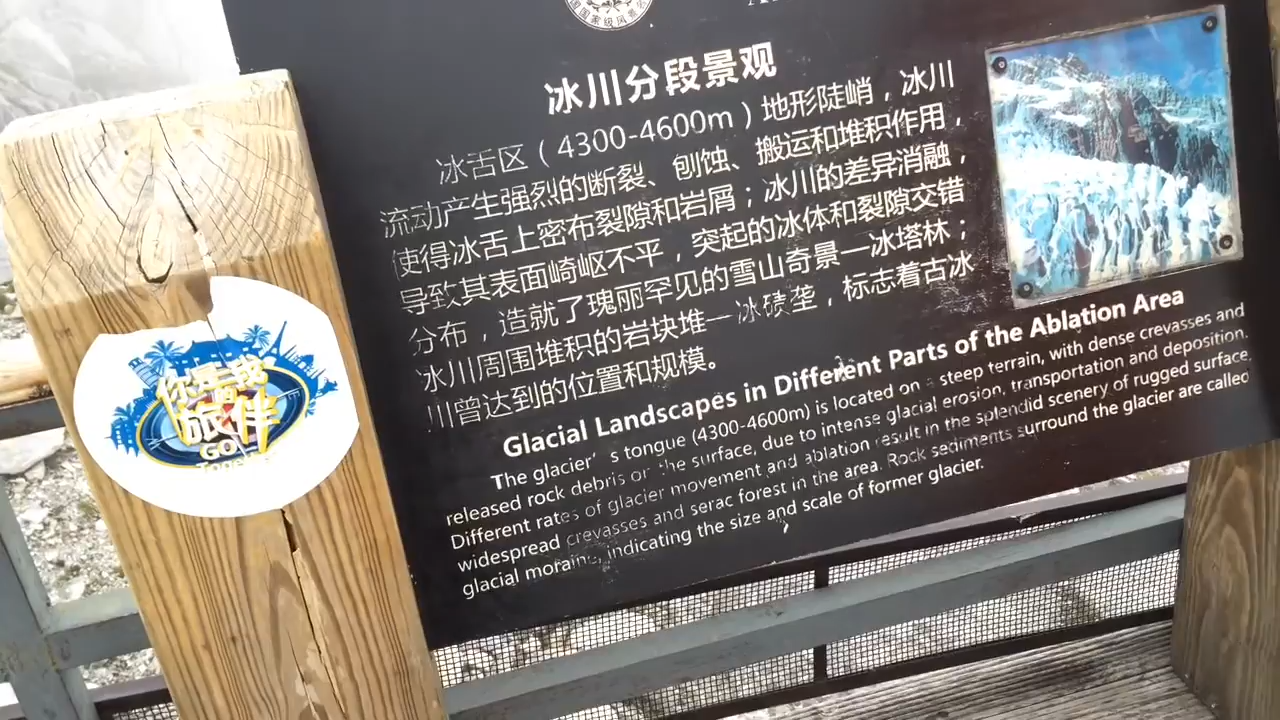 国国家级风景名
冰川分段景观
冰舌区（4300-4600m）地形陡峭，冰川
流动产生强烈的断裂、刨蚀、搬运和堆积作用，
使得冰舌上密布裂隙和岩屑；冰川的差异消融，
导致其表面崎岖不平，突起的冰体和裂隙交错
分布，造就了瑰丽罕见的雪山奇景—冰塔林；
冰川周围堆积的岩块堆—冰碛垄，标志着古冰
川曾达到的位置和规模。
Glacial Landscapes in Different Parts of the Ablation Area
The glacier's tongue (4300-4600m) is located on a steep terrain, with dense crevasses and
released rock debris on the surface, due to intense glacial erosion, transportation and deposition.
Different rates of glacier movement and ablation result in the splendid scenery of rugged surface,
widespread crevasses and serac forest in the area. Rock sediments surround the glacier are called
glacial moraine, indicating the size and scale of former glacier.
你是我的
旅伴
GO
Together